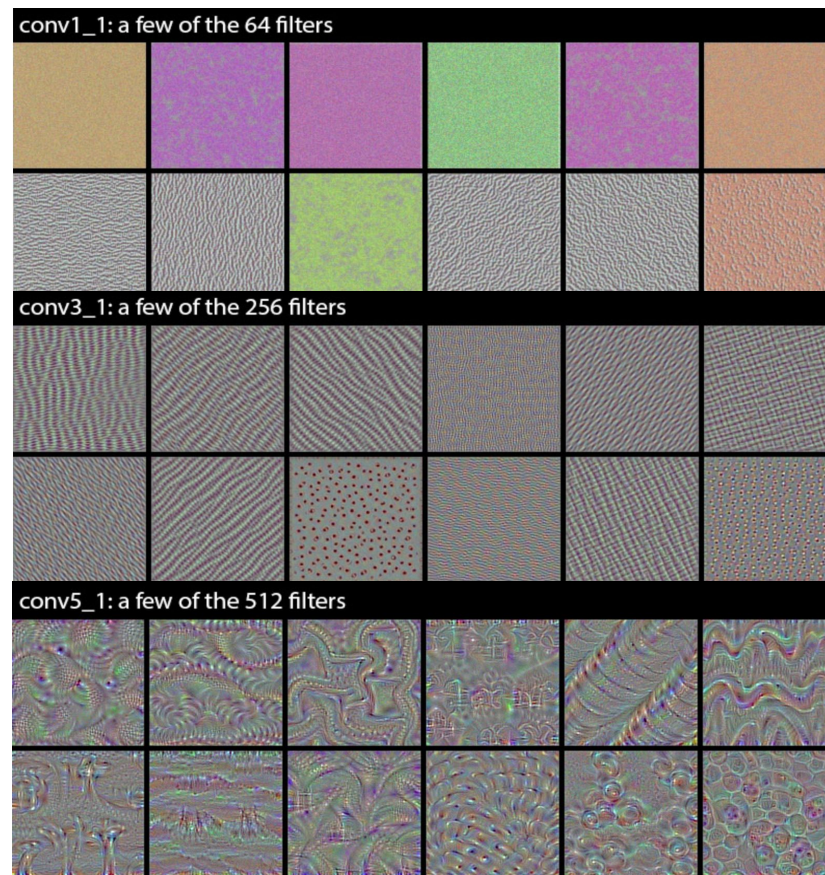 conv1_1: a few of the 64 filters
conv3_1: a few of the 256 filters
conv5_1: a few of the 512 filters